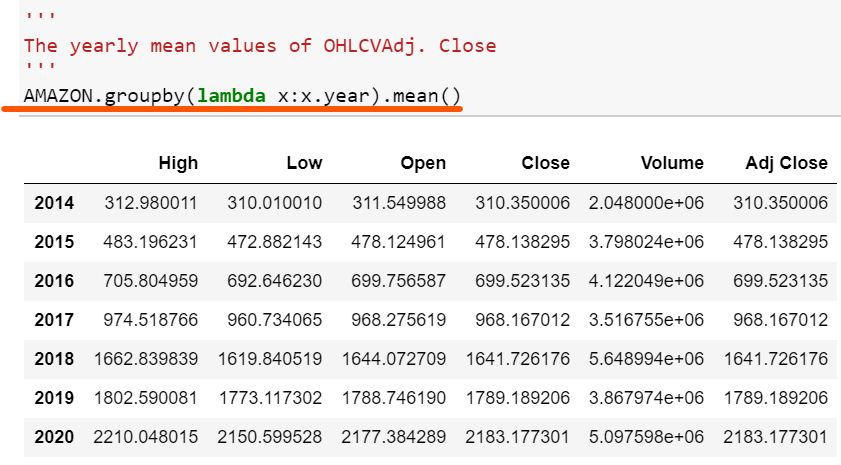 '''
The yearly mean values of OHLCVAdj. Close
'''
AMAZON.groupby(lambda x:x.year).mean()
High Low Open Close Volume Adj Close
2014 312.980011 310.010010 311.549988 310.350006 2.048000e+06 310.350006
2015 483.196231 472.882143 478.124961 478.138295 3.798024e+06 478.138295
2016 705.804959 692.646230 699.756587 699.523135 4.122049e+06 699.523135
2017 974.518766 960.734065 968.275619 968.167012 3.516755e+06 968.167012
2018 1662.839839 1619.840519 1644.072709 1641.726176 5.648994e+06 1641.726176
2019 1802.590081 1773.117302 1788.746190 1789.189206 3.867974e+06 1789.189206
2020 2210.048015 2150.599528 2177.384289 2183.177301 5.097598e+06 2183.177301